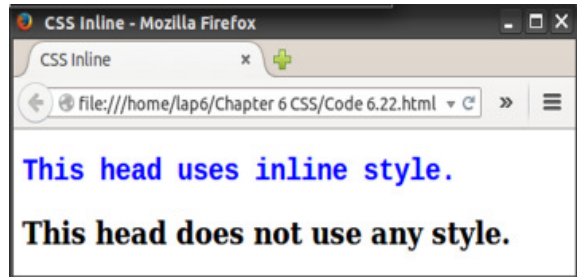 CSS Inline - Mozilla Firefox
CSS Inline
file:///home/lap6/Chapter 6 CSS/Code 6.22.html
This head uses inline style.
This head does not use any style.